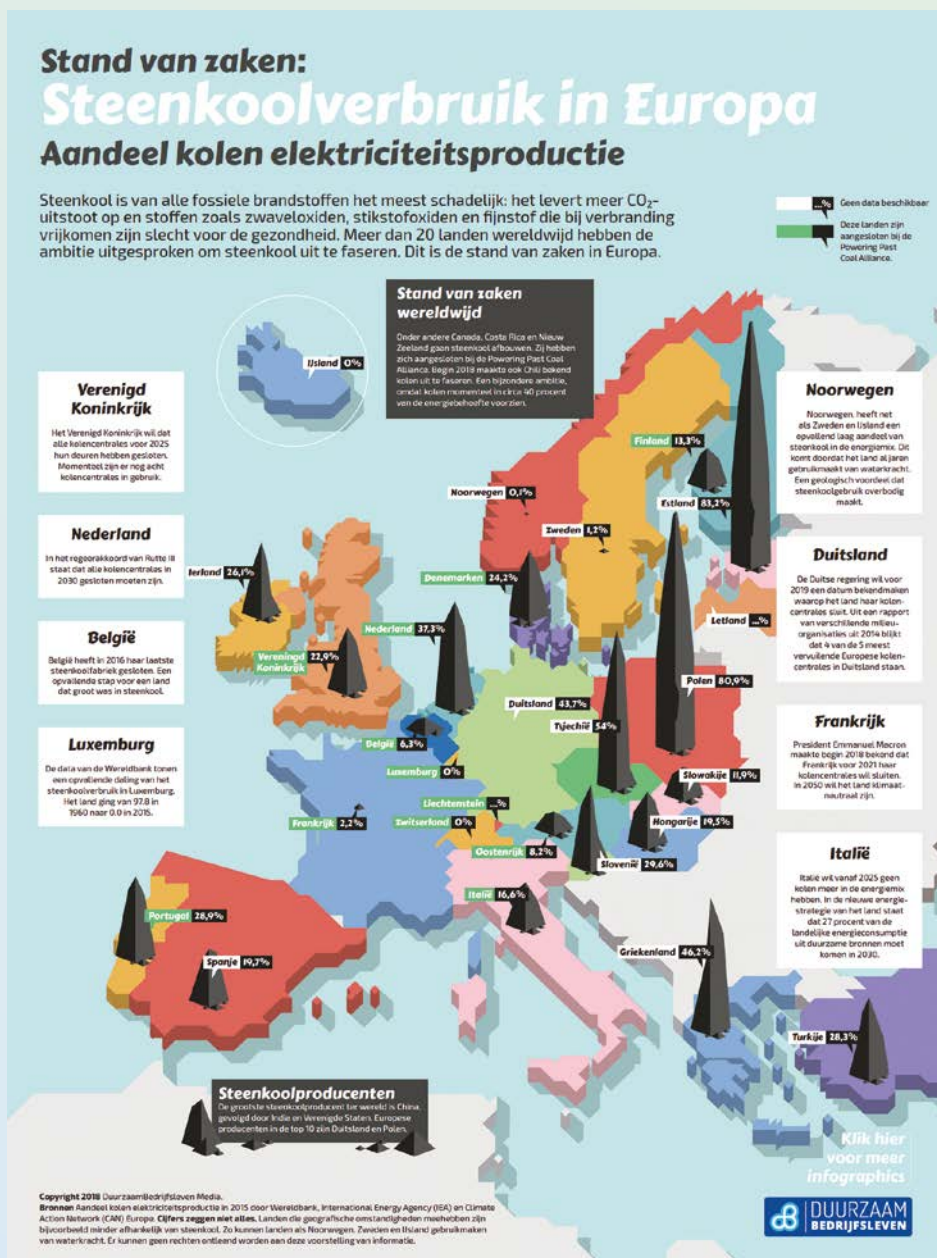 Stand van zaken:
Steenkoolverbruik in Europa
Aandeel kolen elektriciteitsproductie
Steenkool is van alle fossiele brandstoffen het meest schadelijk: het levert meer CO₂-
uitstoot op en stoffen zoals zwaveloxiden, stikstofoxiden en fijnstof die bij verbranding
vrijkomen zijn slecht voor de gezondheid. Meer dan 20 landen wereldwijd hebben de
ambitie uitgesproken om steenkool uit te faseren. Dit is de stand van zaken in Europa.
...% Geen data beschikbaar
Deze landen zijn
aangesloten bij de
Powering Past
Coal Alliance.
Stand van zaken
wereldwijd
Onder andere Canada, Costa Rica en Nieuw
Zeeland gaan steenkool afbouwen. Zij hebben
zich aangesloten bij de Powering Past Coal
Alliance. Begin 2018 maakte ook Chili bekend
kolen uit te faseren. Een bijzondere ambitie,
omdat kolen momenteel in circa 40 procent
van de energiebehoefte voorzien.
IJsland 0%
Verenigd
Koninkrijk
Het Verenigd Koninkrijk wil dat
alle kolencentrales voor 2025
hun deuren hebben gesloten.
Momenteel zijn er nog acht
kolencentrales in gebruik.
Nederland
In het regeerakkoord van Rutte III
staat dat alle kolencentrales in
2030 gesloten moeten zijn.
België
België heeft in 2016 haar laatste
steenkoolfabriek gesloten. Een
opvallende stap voor een land
dat groot was in steenkool.
Luxemburg
De data van de Wereldbank tonen
een opvallende daling van het
steenkoolverbruik in Luxemburg.
Het land ging van 97.8 in
1960 naar 0.0 in 2015.
Noorwegen
Noorwegen, heeft net
als Zweden en IJsland een
opvallend laag aandeel van
steenkool in de energiemix. Dit
komt doordat het land al jaren
gebruikmaakt van waterkracht.
Een geologisch voordeel dat
steenkoolgebruik overbodig
maakt.
Duitsland
De Duitse regering wil voor
2019 een datum bekendmaken
waarop het land haar kolen-
centrales sluit. Uit een rapport
van verschillende milieu-
organisaties uit 2014 blijkt
dat 4 van de 5 meest
vervuilende Europese kolen-
centrales in Duitsland staan.
Frankrijk
President Emmanuel Macron
maakte begin 2018 bekend dat
Frankrijk voor 2021 haar
kolencentrales wil sluiten.
In 2050 wil het land klimaat-
neutraal zijn.
Italië
Italië wil vanaf 2025 geen
kolen meer in de energiemix
hebben. In de nieuwe energie-
strategie van het land staat
dat 27 procent van de
landelijke energieconsumptie
uit duurzame bronnen moet
komen in 2030.
Finland 13,3%
Noorwegen 0,1%
Estland 83,2%
Zweden 1,2%
Ierland 26,1%
Denemarken 24,2%
Letland ...%
Nederland 37,3%
Vereningd
Koninkrijk 22,9%
Polen 80,9%
Duitsland 43,7%
Tsjechië 54%
België 6,3%
Luxemburg 0%
Slowakije 11,9%
Liechtenstein ...%
Frankrijk 2,2%
Zwitserland 0%
Hongarije 19,5%
Oostenrijk 8,2%
Slovenië 29,6%
Italië 16,6%
Portugal 28,9%
Spanje 19,7%
Griekenland 46,2%
Turkije 28,3%
Steenkoolproducenten
De grootste steenkoolproducent ter wereld is China,
gevolgd door Indie en Verenigde Staten. Europese
producenten in de top 10 zijn Duitsland en Polen.
Klik hier
voor meer
infographics
Copyright 2018 DuurzaamBedrijfsleven Media.
Bronnen Aandeel kolen elektriciteitsproductie in 2015 door Wereldbank, International Energy Agency (IEA) en Climate
Action Network (CAN) Europa. Cijfers zeggen niet alles. Landen die geografische omstandigheden meehebben zijn
bijvoorbeeld minder afhankelijk van steenkool. Zo kunnen landen als Noorwegen, Zweden en IJsland gebruikmaken
van waterkracht. Er kunnen geen rechten ontleend worden aan deze voorstelling van informatie.
DUURZAAM
BEDRIJFSLEVEN